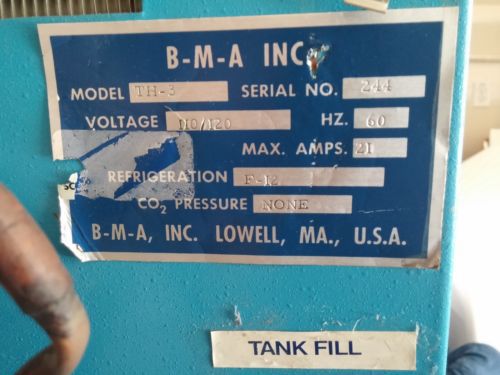 B-M-A INC.
MODEL TH-3 SERIAL NO. 244
VOLTAGE 110/120 HZ. 60
MAX. AMPS. 21
REFRIGERATION F-12
CO₂ PRESSURE NONE
B-M-A, INC. LOWELL, MA., U.S.A.
TANK FILL